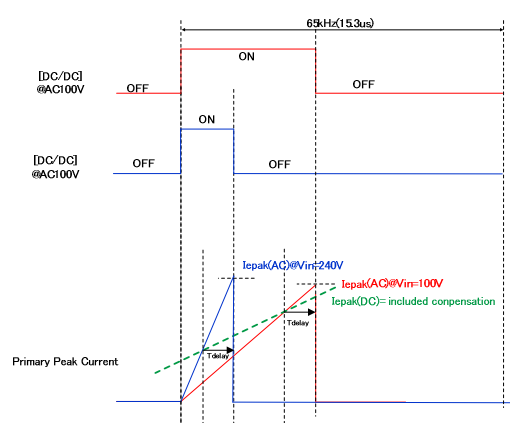 65kHz(15.3us)
[DC/DC]
@AC100V
OFF
ON
OFF
[DC/DC]
@AC100V
OFF
ON
OFF
Iepak(AC)@Vin=240V
Iepak(AC)@Vin=100V
Iepak(DC)= included conpensation
Tdelay
Tdelay
Primary Peak Current